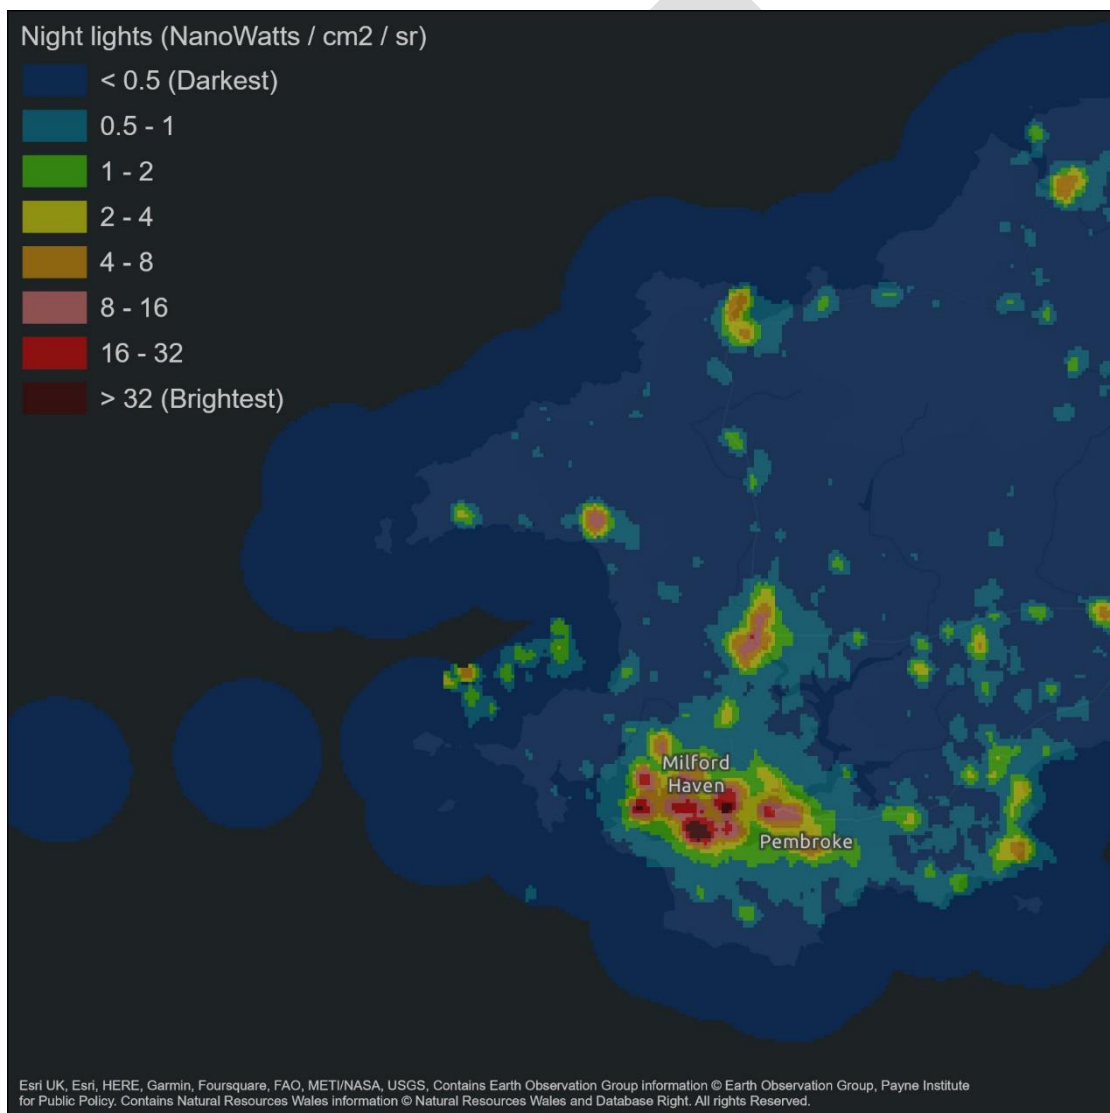 Night lights (NanoWatts / cm2 / sr)
< 0.5 (Darkest)
0.5 - 1
1 - 2
2 - 4
4 - 8
8 - 16
16 - 32
> 32 (Brightest)
Milford
Haven
Pembroke
Esri UK, Esri, HERE, Garmin, Foursquare, FAO, METI/NASA, USGS, Contains Earth Observation Group information © Earth Observation Group, Payne Institute
for Public Policy. Contains Natural Resources Wales information © Natural Resources Wales and Database Right. All rights Reserved.